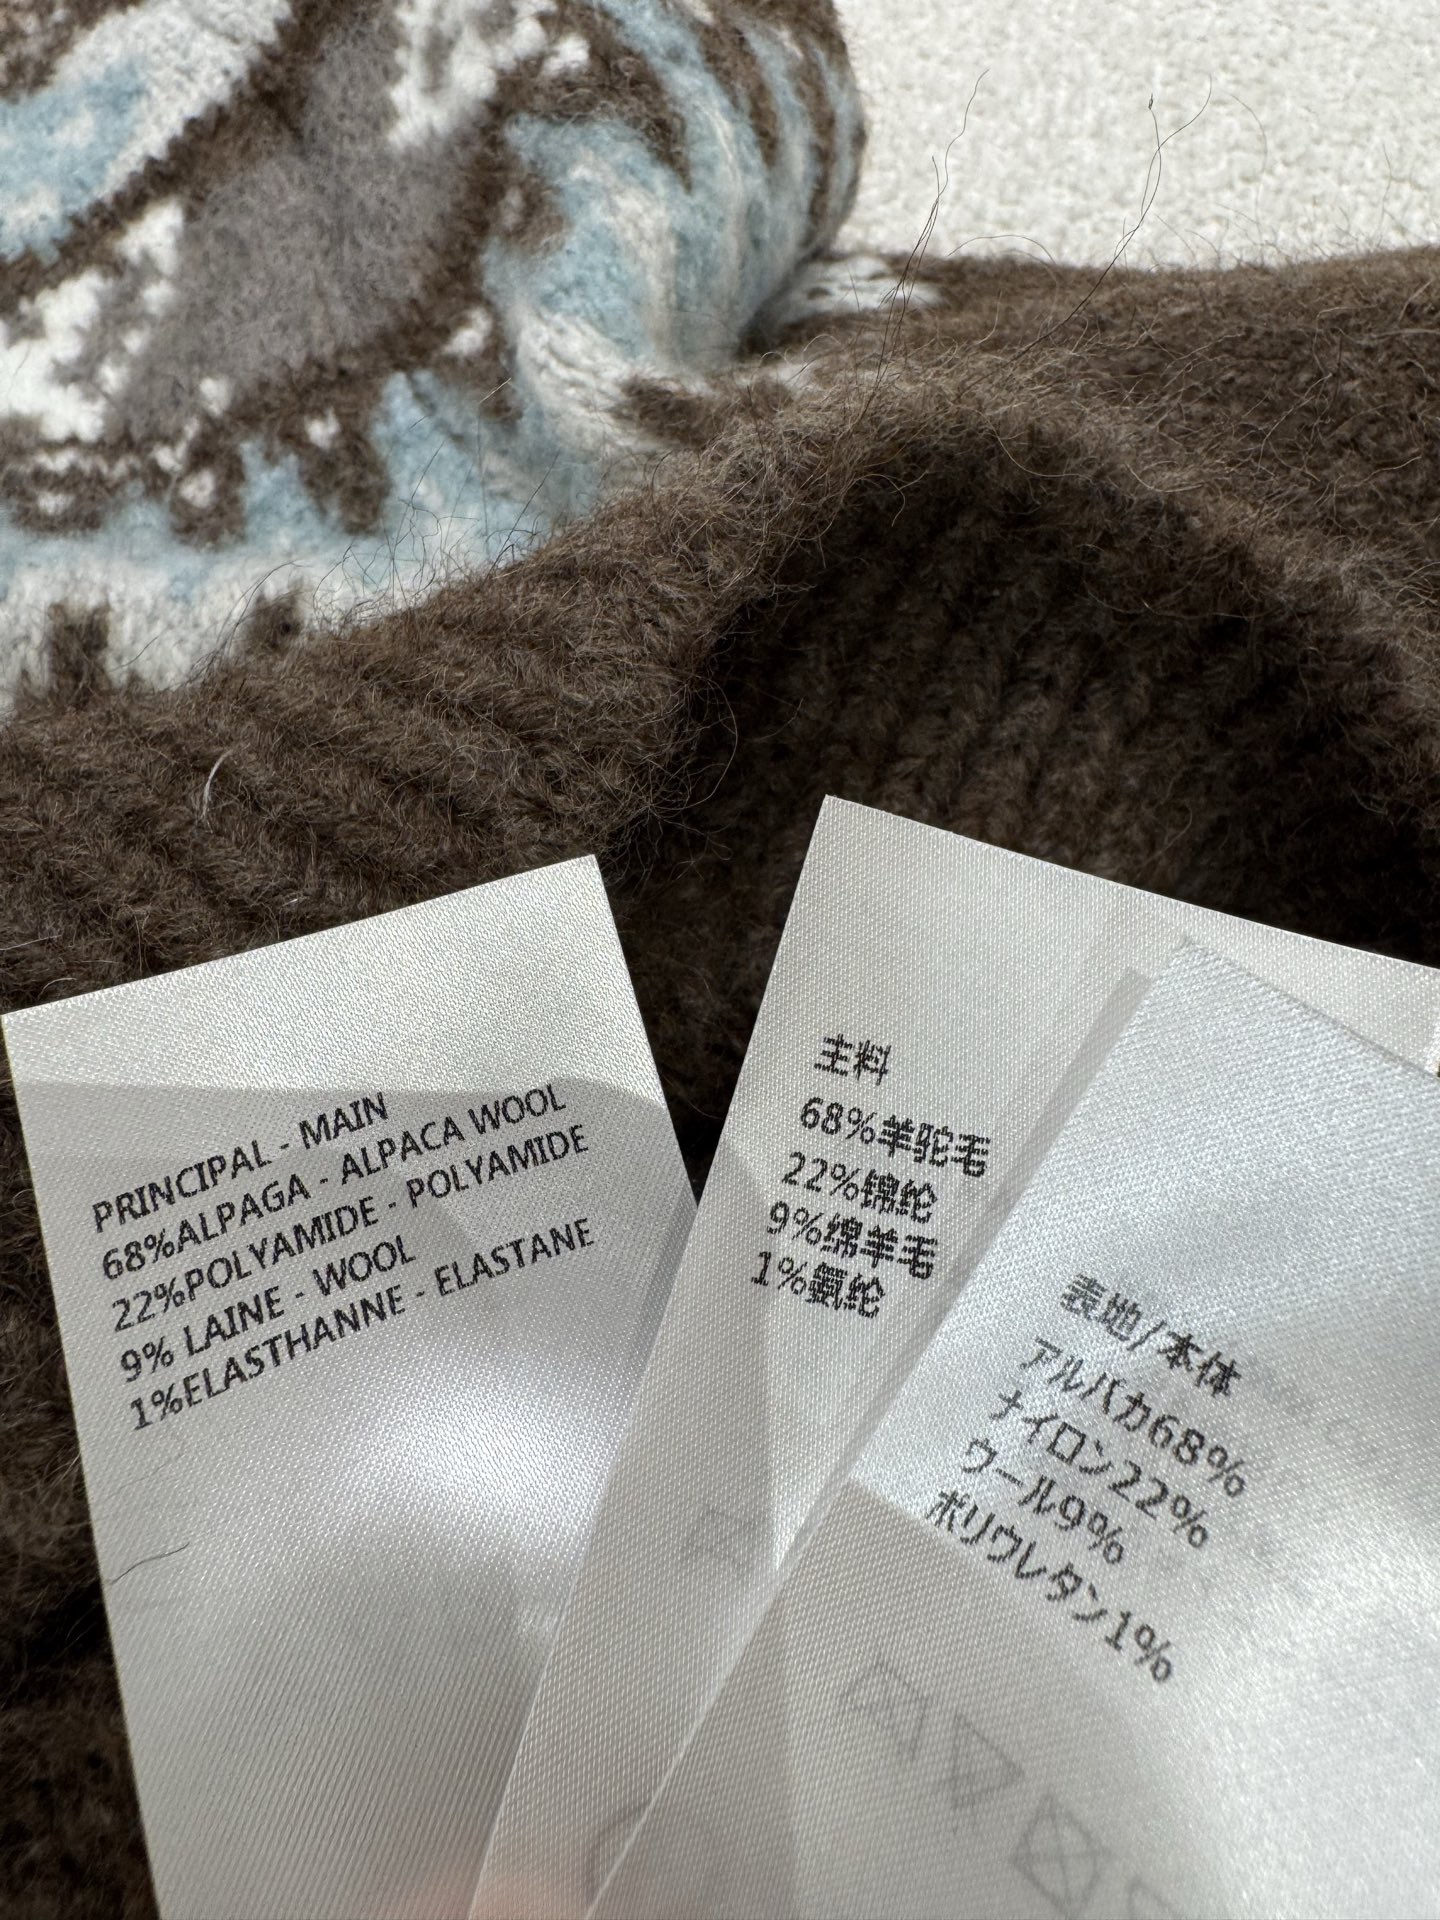 PRINCIPAL - MAIN
68%ALPAGA - ALPACA WOOL
22%POLYAMIDE - POLYAMIDE
9% LAINE - WOOL
1%ELASTHANNE - ELASTANE
主料
68%羊驼毛
22%锦纶
9%绵羊毛
1%氨纶
表地/本体
アルパカ68%
ナイロン22%
ウール9%
ポリウレタン1%